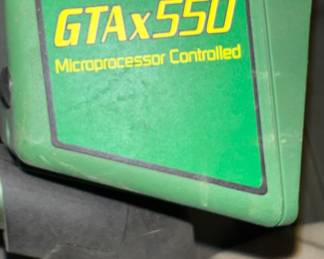 GTAx550
Microprocessor Controlled